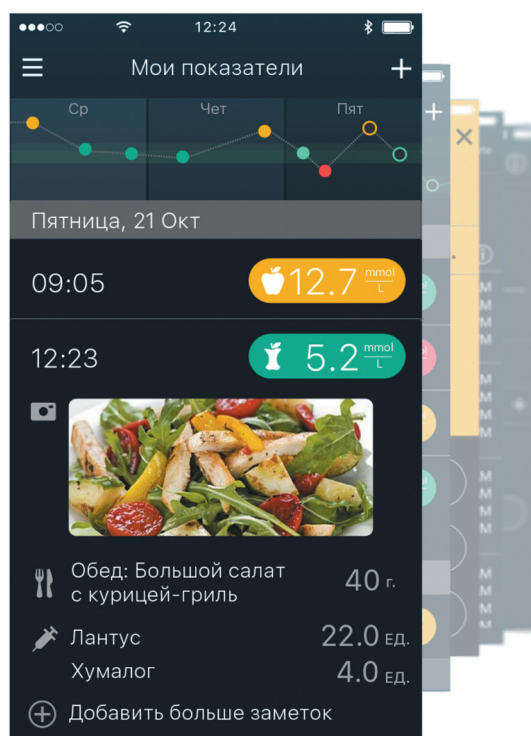 12:24
Мои показатели
Ср Чет Пят
Пятница, 21 Окт
09:05 12.7 mmol
L
12:23 5.2 mmol
L
Обед: Большой салат
с курицей-гриль
40 г.
Лантус 22.0 ЕД.
Хумалог 4.0 ЕД.
Добавить больше заметок